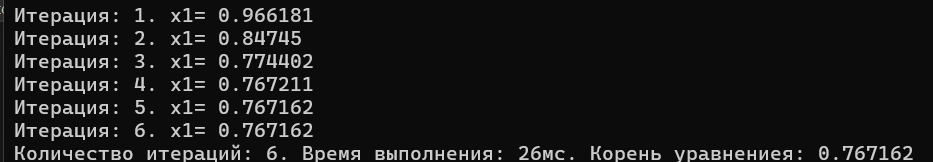 Итерация: 1. x1= 0.966181
Итерация: 2. x1= 0.84745
Итерация: 3. x1= 0.774402
Итерация: 4. x1= 0.767211
Итерация: 5. x1= 0.767162
Итерация: 6. x1= 0.767162
Количество итераций: 6. Время выполнения: 26мс. Корень уравнениея: 0.767162